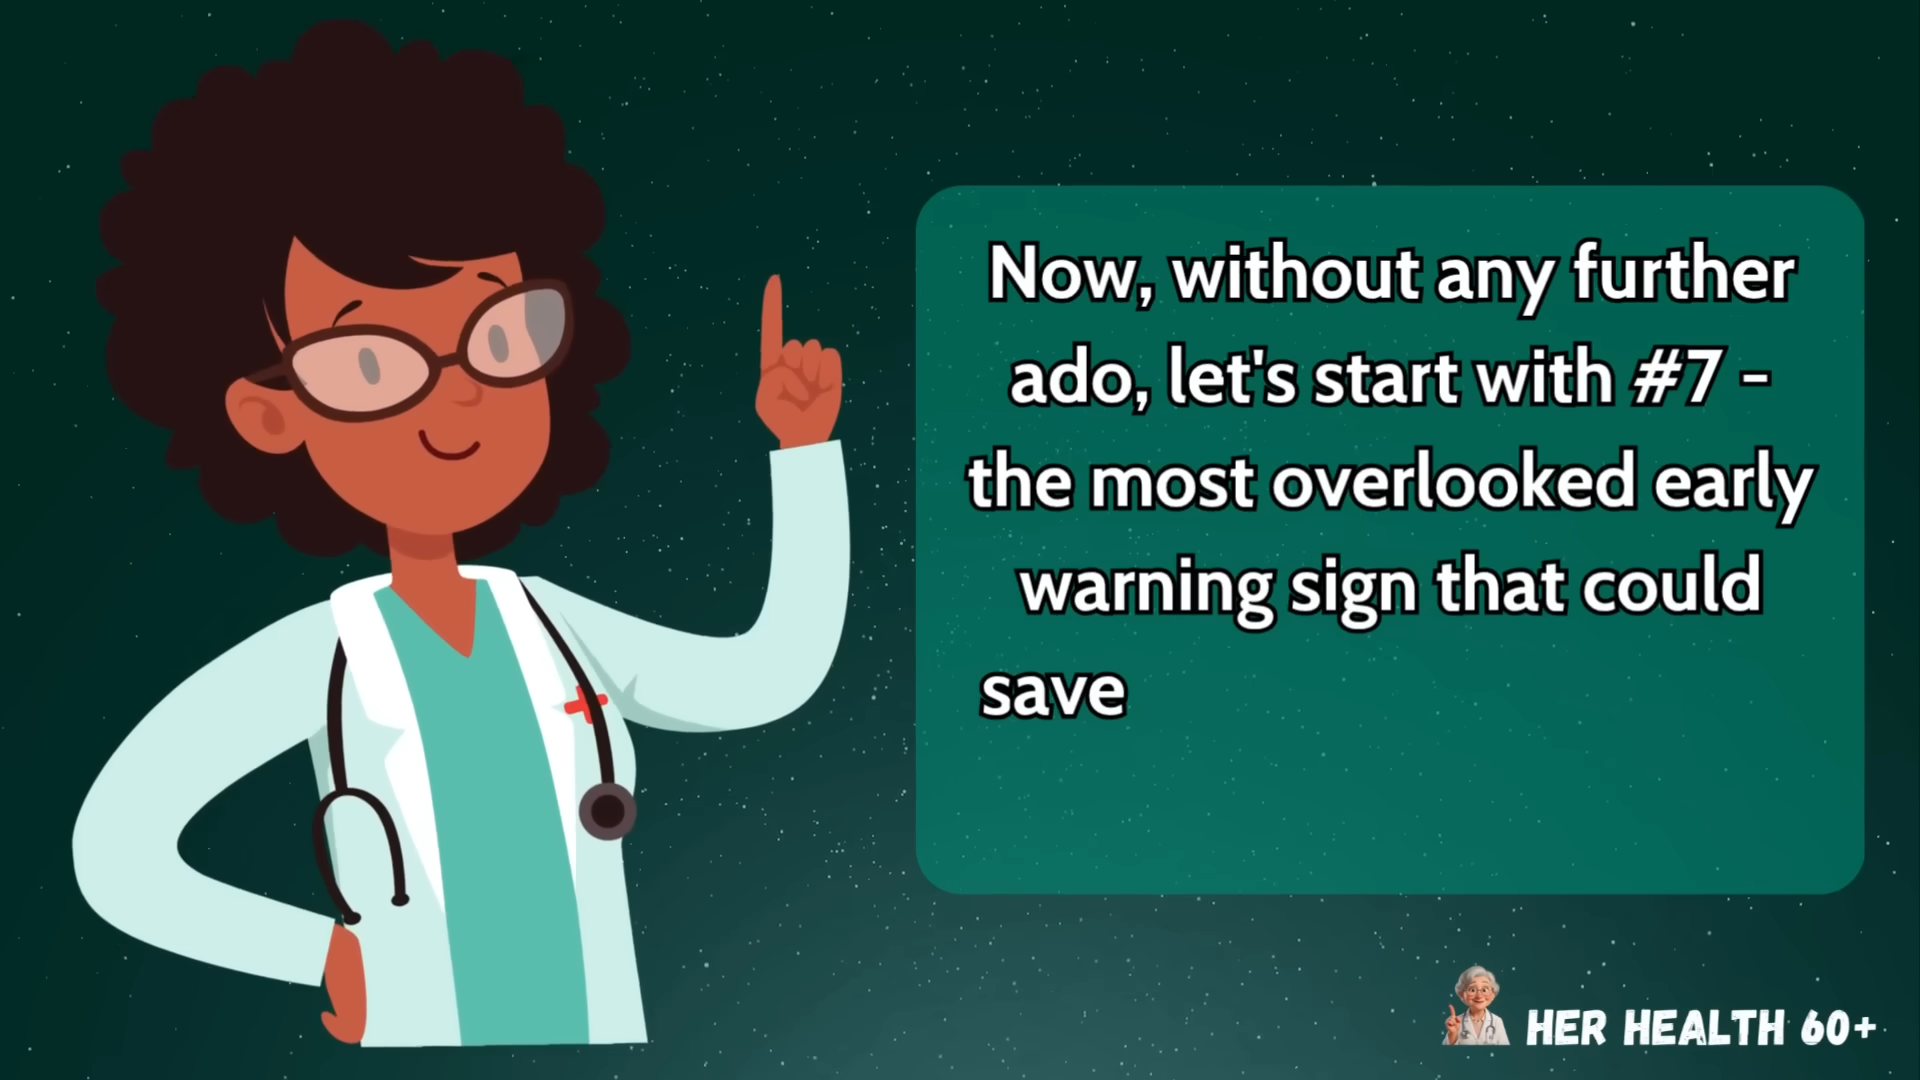 Now, without any further
ado, let's start with #7 -
the most overlooked early
warning sign that could
save
HER HEALTH 60+